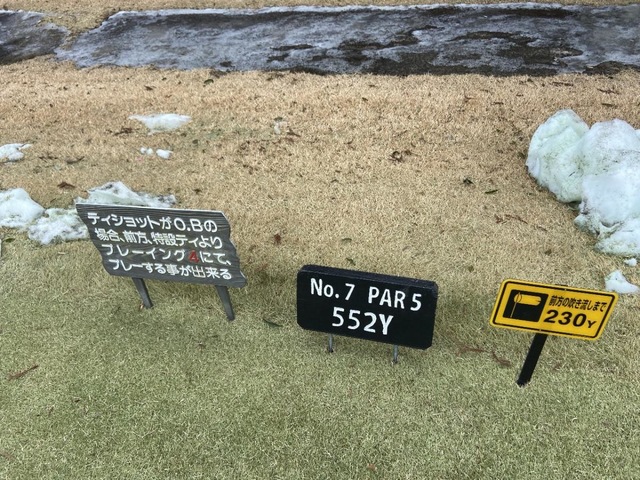 ティショットがO.Bの
場合、前方、特設ティより
プレーイング4にて、
プレーする事が出来る
No.7 PAR5
552Y
前方の吹き流しまで
230Y